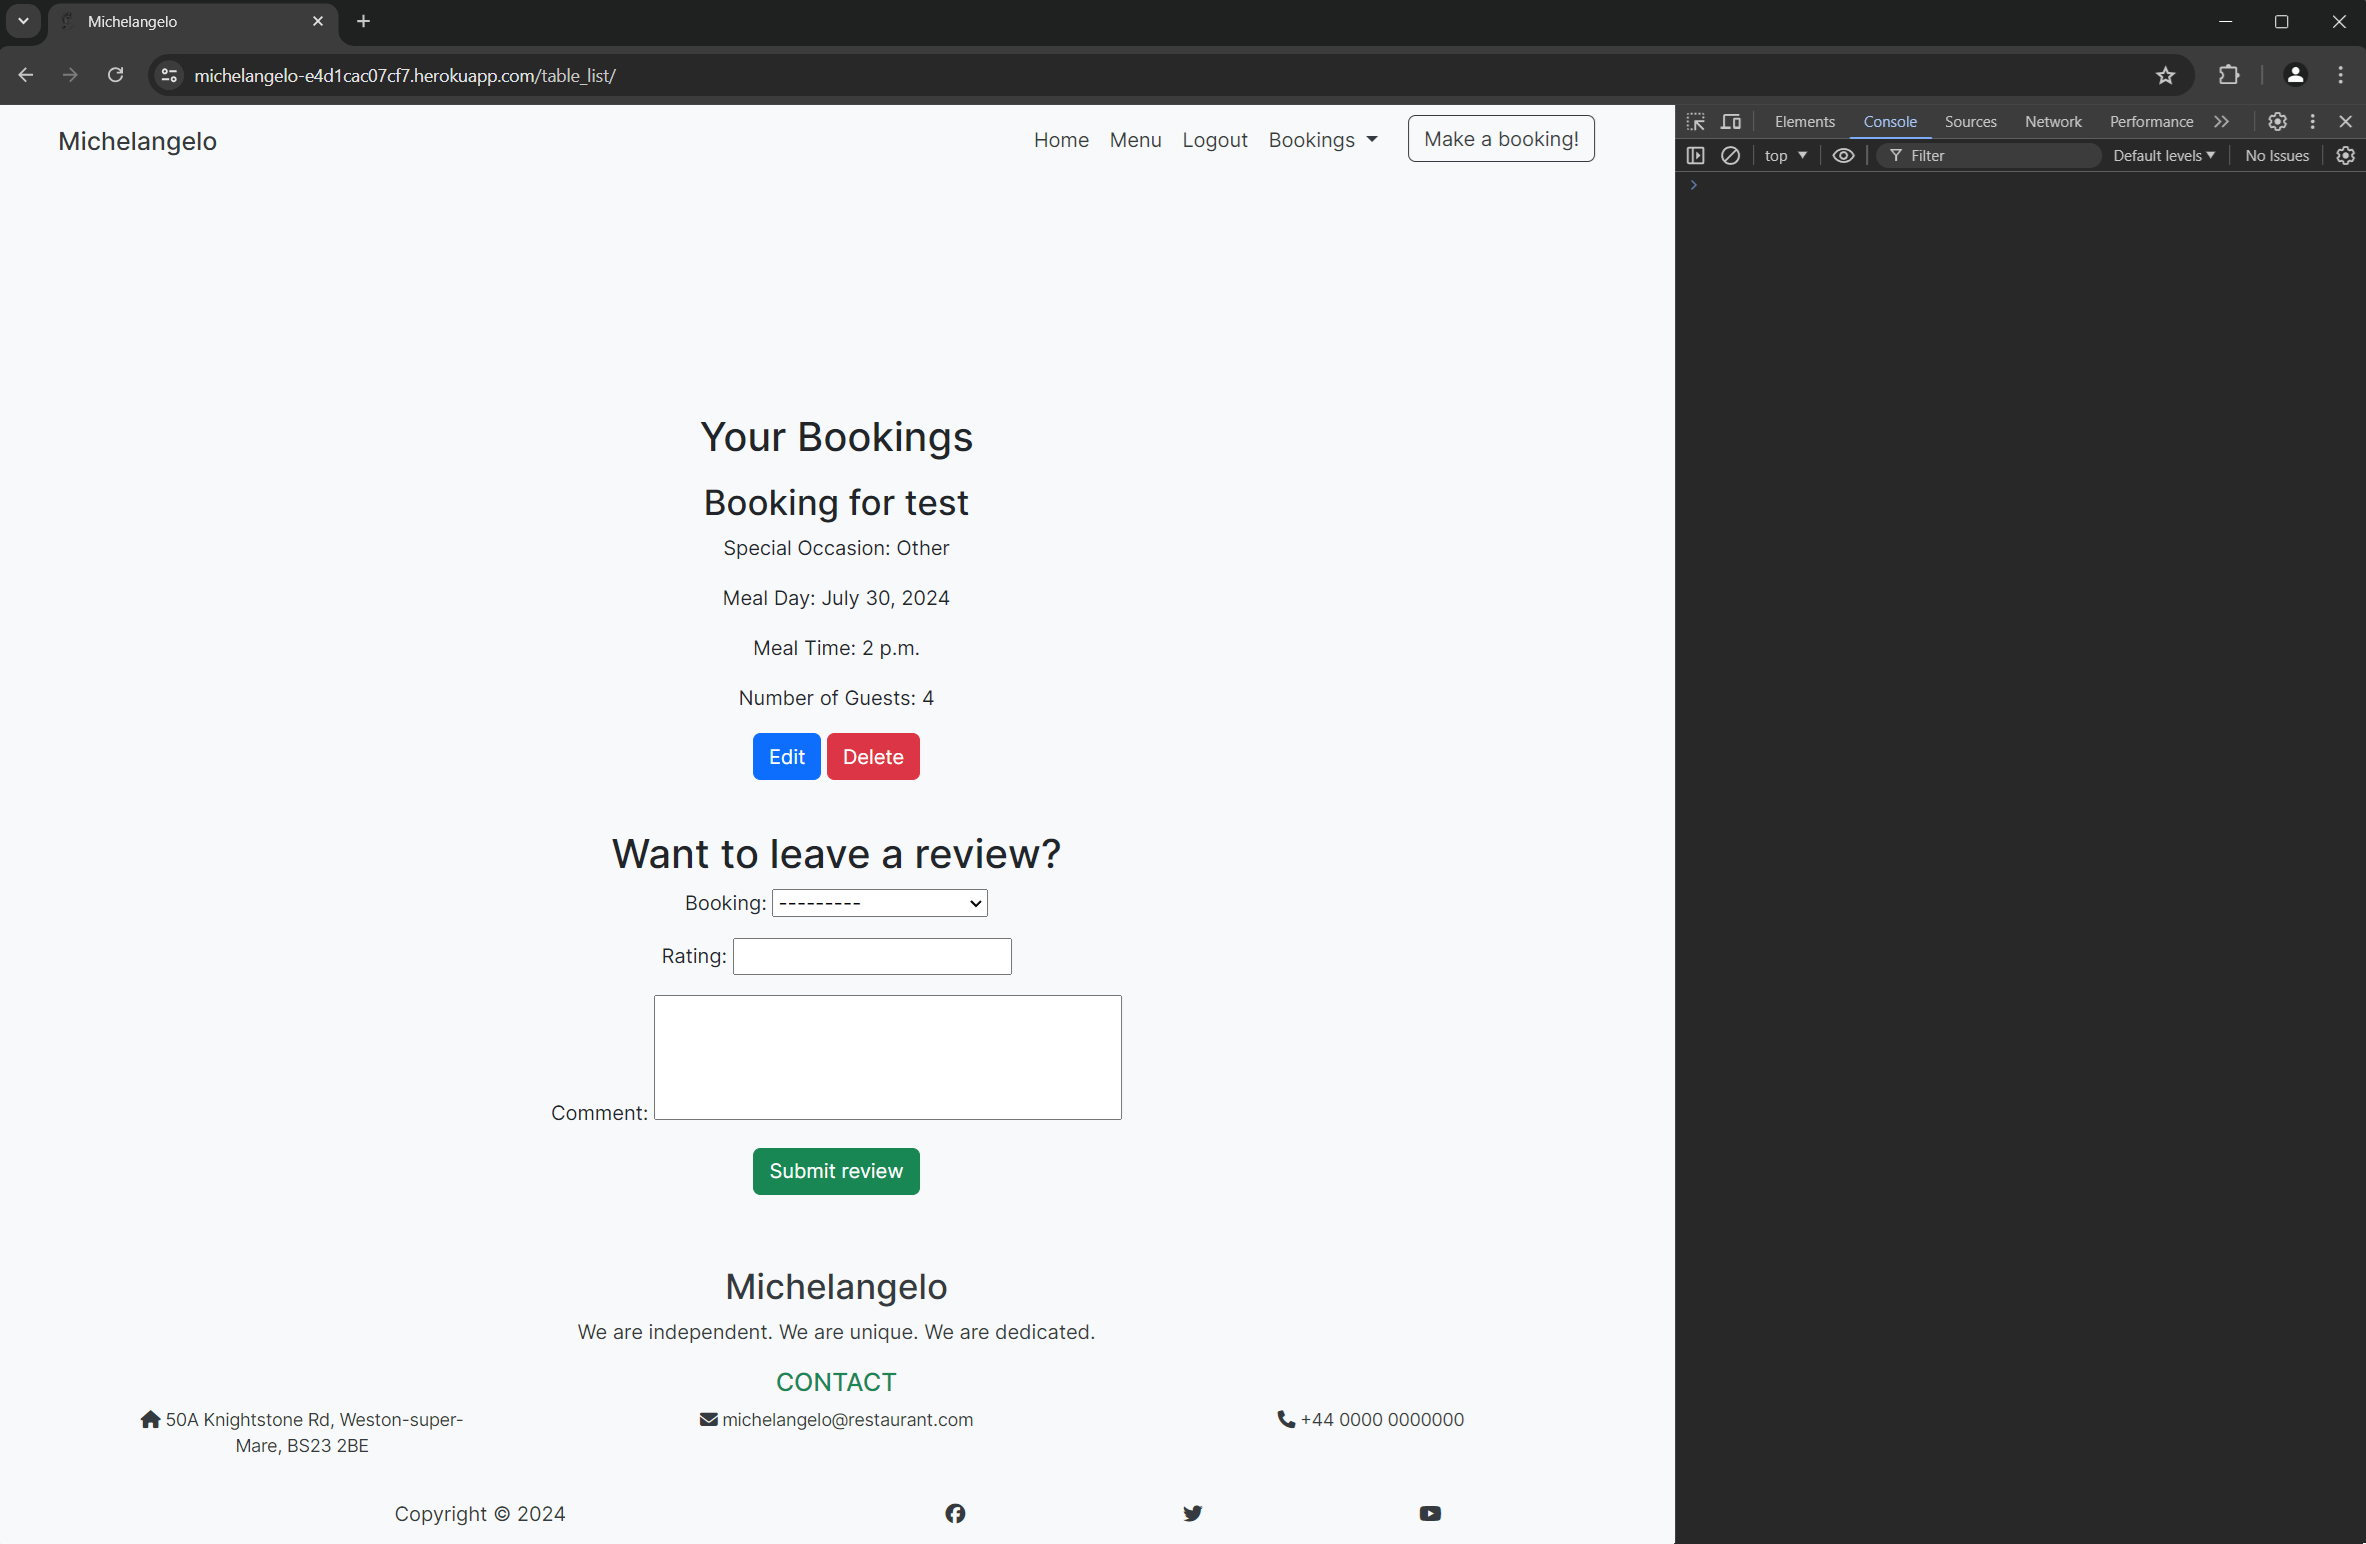 Michelangelo
michelangelo-e4d1cac07cf7.herokuapp.com/table_list/
Michelangelo
Home Menu Logout Bookings Make a booking!
Elements Console Sources Network Performance
top Filter Default levels No Issues
Your Bookings
Booking for test
Special Occasion: Other
Meal Day: July 30, 2024
Meal Time: 2 p.m.
Number of Guests: 4
Edit Delete
Want to leave a review?
Booking: ---------
Rating:
Comment:
Submit review
Michelangelo
We are independent. We are unique. We are dedicated.
CONTACT
50A Knightstone Rd, Weston-super-
Mare, BS23 2BE
michelangelo@restaurant.com
+44 0000 0000000
Copyright © 2024